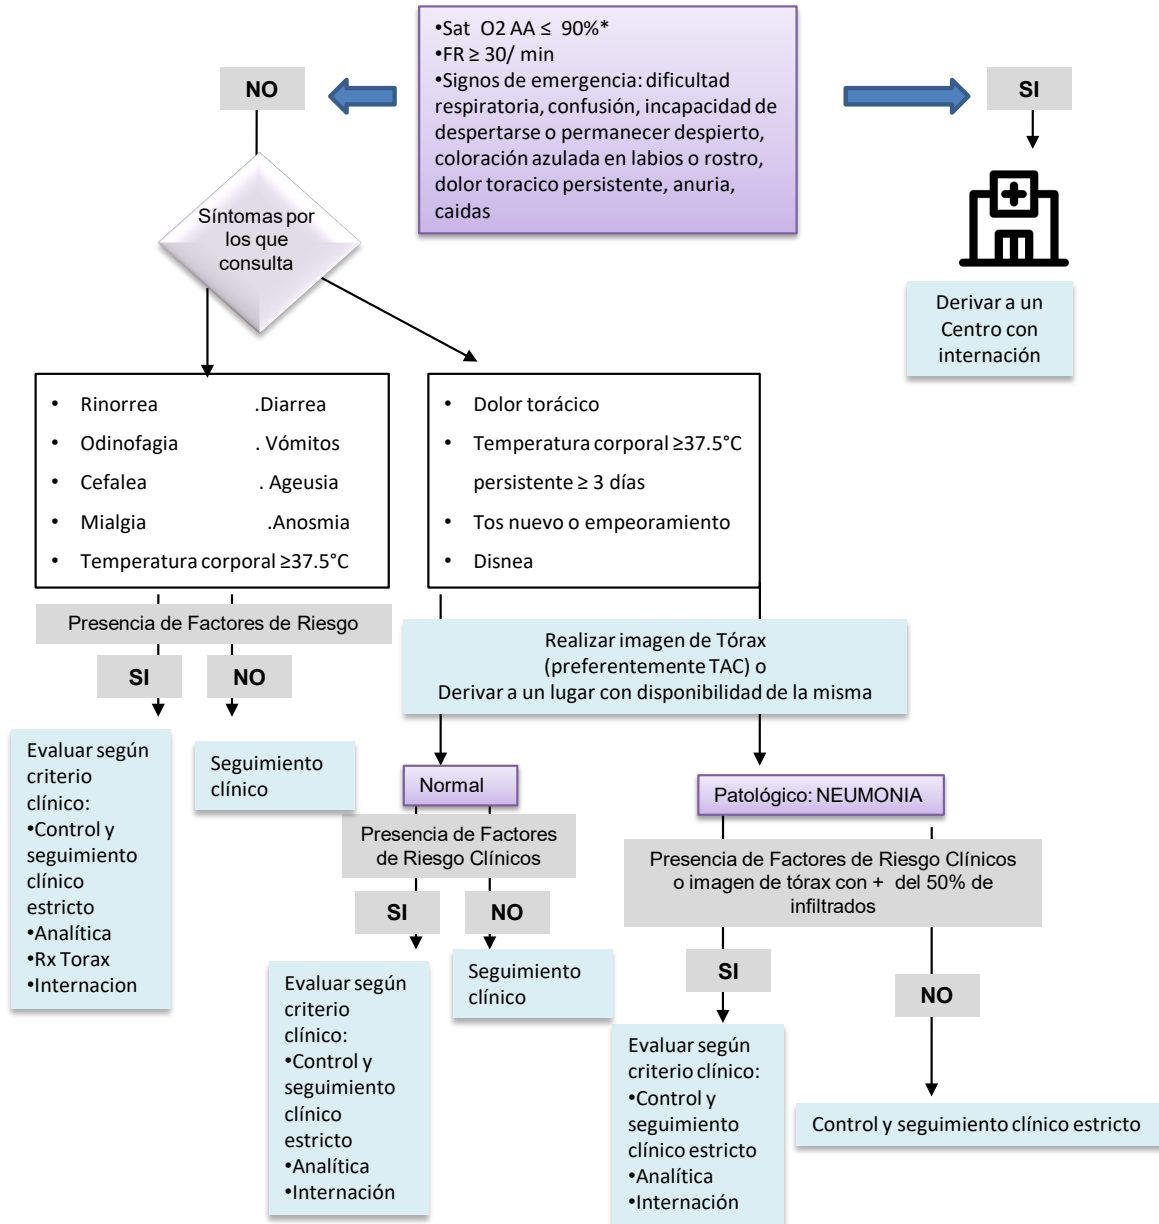 •Sat O2 AA ≤ 90%*
•FR ≥ 30/ min
•Signos de emergencia: dificultad
respiratoria, confusión, incapacidad de
despertarse o permanecer despierto,
coloración azulada en labios o rostro,
dolor toracico persistente, anuria,
caidas
NO
SI
Síntomas por
los que
consulta
Derivar a un
Centro con
internación
• Rinorrea .Diarrea
• Odinofagia . Vómitos
• Cefalea . Ageusia
• Mialgia .Anosmia
• Temperatura corporal ≥37.5°C
• Dolor torácico
• Temperatura corporal ≥37.5°C
persistente ≥ 3 días
• Tos nuevo o empeoramiento
• Disnea
Presencia de Factores de Riesgo
SI
NO
Realizar imagen de Tórax
(preferentemente TAC) o
Derivar a un lugar con disponibilidad de la misma
Evaluar según
criterio
clínico:
•Control y
seguimiento
clínico
estricto
•Analítica
•Rx Torax
•Internacion
Seguimiento
clínico
Normal
Patológico: NEUMONIA
Presencia de Factores
de Riesgo Clínicos
SI
NO
Presencia de Factores de Riesgo Clínicos
o imagen de tórax con + del 50% de
infiltrados
SI
NO
Evaluar según
criterio
clínico:
•Control y
seguimiento
clínico
estricto
•Analítica
•Internación
Seguimiento
clínico
Evaluar según
criterio clínico:
•Control y
seguimiento
clínico estricto
•Analítica
•Internación
Control y seguimiento clínico estricto